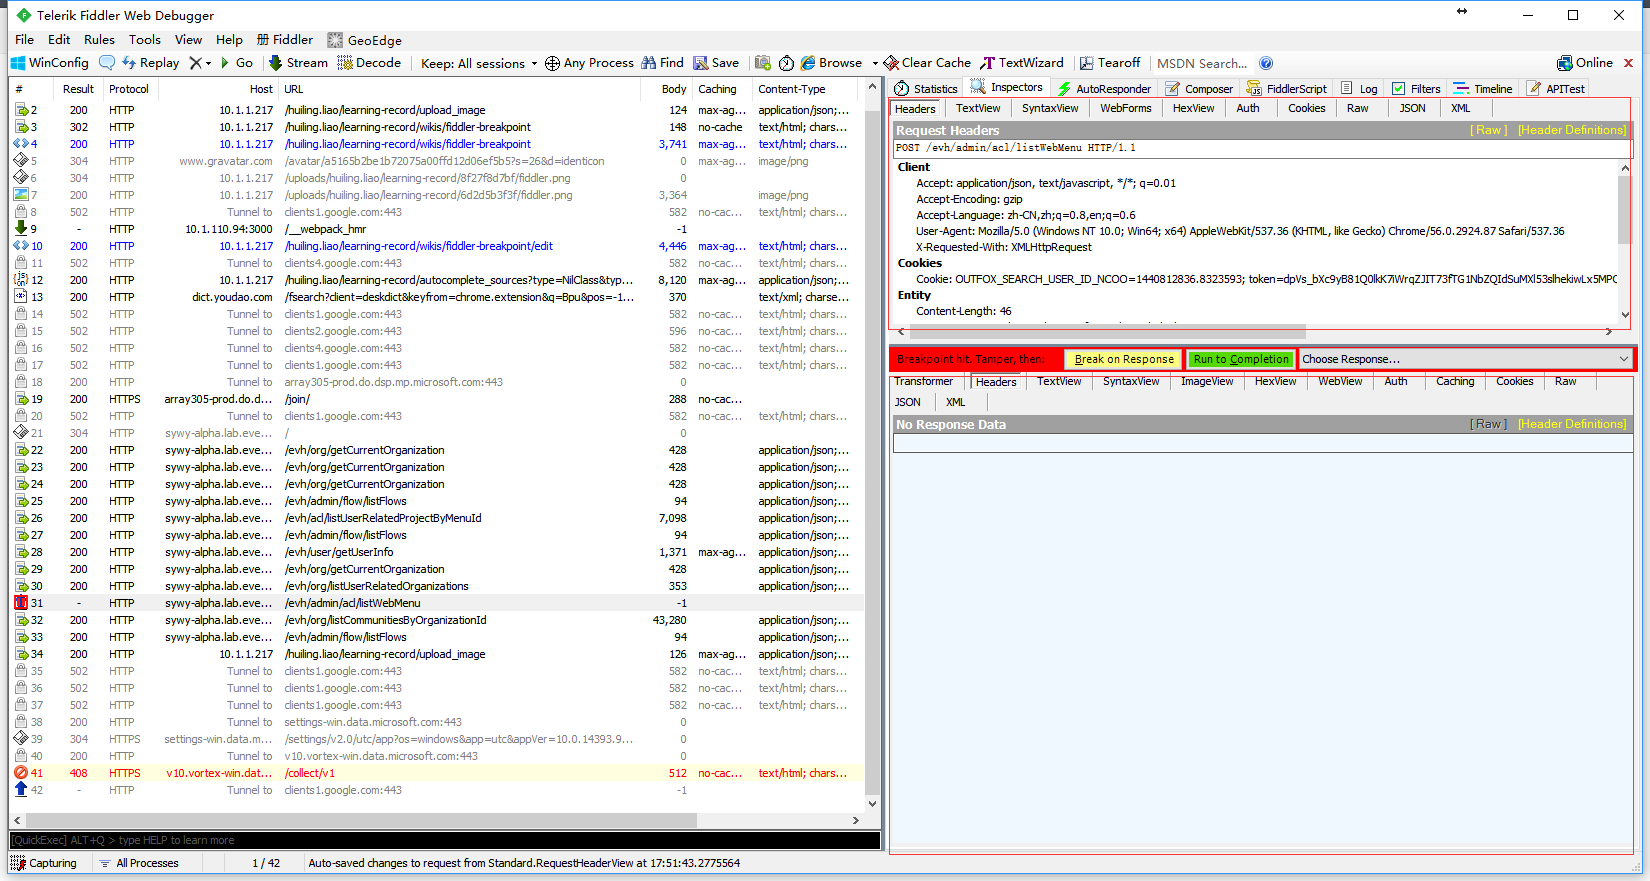 Telerik Fiddler Web Debugger
File Edit Rules Tools View Help 册 Fiddler GeoEdge
WinConfig Replay Go Stream Decode Keep: All sessions Any Process Find Save Browse Clear Cache TextWizard Tearoff MSDN Search... Online
# Result Protocol Host URL Body Caching Content-Type
2 200 HTTP 10.1.1.217 /huiling.liao/learning-record/upload_image 124 max-ag... application/json;...
3 302 HTTP 10.1.1.217 /huiling.liao/learning-record/wikis/fiddler-breakpoint 148 no-cache text/html; chars...
4 200 HTTP 10.1.1.217 /huiling.liao/learning-record/wikis/fiddler-breakpoint 3,741 max-ag... text/html; chars...
5 304 HTTP www.gravatar.com /avatar/a5165b2be1b72075a00ffd12d06ef5b5?s=26&d=identicon 0 max-ag... image/png
6 304 HTTP 10.1.1.217 /uploads/huiling.liao/learning-record/8f27f8d7bf/fiddler.png 0
7 200 HTTP 10.1.1.217 /uploads/huiling.liao/learning-record/6d2d5b3f3f/fiddler.png 3,364 image/png
8 502 HTTP Tunnel to clients1.google.com:443 582 no-cac... text/html; chars...
9 - HTTP 10.1.110.94:3000 /__webpack_hmr -1
10 200 HTTP 10.1.1.217 /huiling.liao/learning-record/wikis/fiddler-breakpoint/edit 4,446 max-ag... text/html; chars...
11 502 HTTP Tunnel to clients4.google.com:443 582 no-cac... text/html; chars...
12 200 HTTP 10.1.1.217 /huiling.liao/learning-record/autocomplete_sources?type=NilClass&typ... 8,120 max-ag... application/json;...
13 200 HTTP dict.youdao.com /fsearch?client=deskdict&keyfrom=chrome.extension&q=Bpu&pos=-1... 370 text/xml; charse...
14 502 HTTP Tunnel to clients1.google.com:443 582 no-cac... text/html; chars...
15 502 HTTP Tunnel to clients2.google.com:443 596 no-cac... text/html; chars...
16 502 HTTP Tunnel to clients4.google.com:443 582 no-cac... text/html; chars...
17 502 HTTP Tunnel to clients1.google.com:443 582 no-cac... text/html; chars...
18 200 HTTP Tunnel to array305-prod.do.dsp.mp.microsoft.com:443 0
19 200 HTTPS array305-prod.do.d... /join/ 288 no-cac...
20 502 HTTP Tunnel to clients1.google.com:443 582 no-cac... text/html; chars...
21 304 HTTP sywy-alpha.lab.eve... / 0
22 200 HTTP sywy-alpha.lab.eve... /evh/org/getCurrentOrganization 428 application/json;...
23 200 HTTP sywy-alpha.lab.eve... /evh/org/getCurrentOrganization 428 application/json;...
24 200 HTTP sywy-alpha.lab.eve... /evh/org/getCurrentOrganization 428 application/json;...
25 200 HTTP sywy-alpha.lab.eve... /evh/admin/flow/listFlows 94 application/json;...
26 200 HTTP sywy-alpha.lab.eve... /evh/acl/listUserRelatedProjectByMenuId 7,098 application/json;...
27 200 HTTP sywy-alpha.lab.eve... /evh/admin/flow/listFlows 94 application/json;...
28 200 HTTP sywy-alpha.lab.eve... /evh/user/getUserInfo 1,371 max-ag... application/json;...
29 200 HTTP sywy-alpha.lab.eve... /evh/org/getCurrentOrganization 428 application/json;...
30 200 HTTP sywy-alpha.lab.eve... /evh/org/listUserRelatedOrganizations 353 application/json;...
31 - HTTP sywy-alpha.lab.eve... /evh/admin/acl/listWebMenu -1
32 200 HTTP sywy-alpha.lab.eve... /evh/org/listCommunitiesByOrganizationId 43,280 application/json;...
33 200 HTTP sywy-alpha.lab.eve... /evh/admin/flow/listFlows 94 application/json;...
34 200 HTTP 10.1.1.217 /huiling.liao/learning-record/upload_image 126 max-ag... application/json;...
35 502 HTTP Tunnel to clients1.google.com:443 582 no-cac... text/html; chars...
36 502 HTTP Tunnel to clients1.google.com:443 582 no-cac... text/html; chars...
37 502 HTTP Tunnel to clients1.google.com:443 582 no-cac... text/html; chars...
38 200 HTTP Tunnel to settings-win.data.microsoft.com:443 0
39 304 HTTPS settings-win.data.m... /settings/v2.0/utc/app?os=windows&app=utc&appVer=10.0.14393.9... 0
40 200 HTTP Tunnel to v10.vortex-win.data.microsoft.com:443 0
41 408 HTTPS v10.vortex-win.dat... /collect/v1 512 no-cac... text/html; chars...
42 - HTTP Tunnel to clients1.google.com:443 -1
[QuickExec] ALT+Q > type HELP to learn more
Capturing All Processes 1 / 42 Auto-saved changes to request from Standard.RequestHeaderView at 17:51:43.2775564
Statistics Inspectors AutoResponder Composer FiddlerScript Log Filters Timeline APITest
Headers TextView SyntaxView WebForms HexView Auth Cookies Raw JSON XML
Request Headers [ Raw ] [Header Definitions]
POST /evh/admin/acl/listWebMenu HTTP/1.1
Client
Accept: application/json, text/javascript, */*; q=0.01
Accept-Encoding: gzip
Accept-Language: zh-CN,zh;q=0.8,en;q=0.6
User-Agent: Mozilla/5.0 (Windows NT 10.0; Win64; x64) AppleWebKit/537.36 (KHTML, like Gecko) Chrome/56.0.2924.87 Safari/537.36
X-Requested-With: XMLHttpRequest
Cookies
Cookie: OUTFOX_SEARCH_USER_ID_NCOO=1440812836.8323593; token=dpVs_bXc9yB81Q0lkK7WrqZJIT73fTG1NbZQIdSuMXl53slhekiwLx5MPC
Entity
Content-Length: 46
Breakpoint hit. Tamper, then: Break on Response Run to Completion Choose Response...
Transformer Headers TextView SyntaxView ImageView HexView WebView Auth Caching Cookies Raw
JSON XML
No Response Data [ Raw ] [Header Definitions]